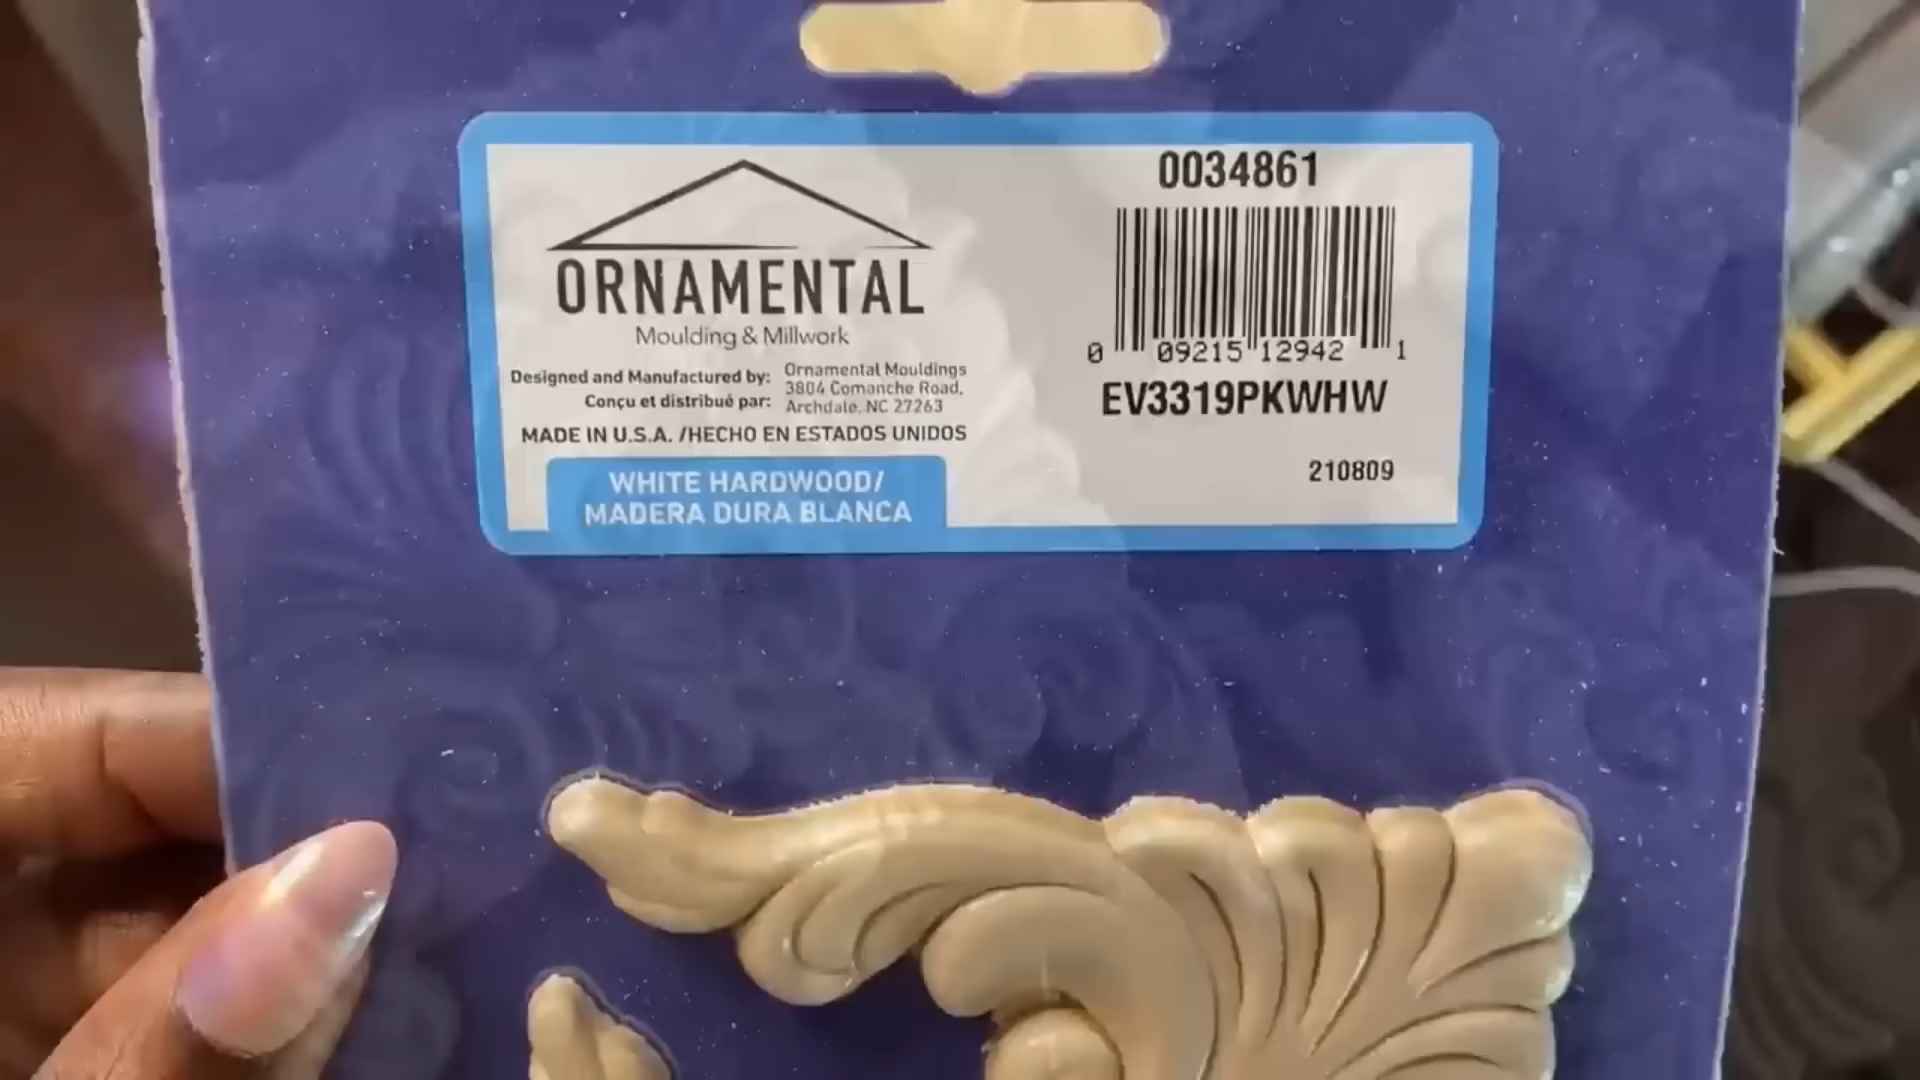 ORNAMENTAL
Moulding & Millwork
Designed and Manufactured by:
Conçu et distribué par:
Ornamental Mouldings
3804 Comanche Road,
Archdale, NC 27263
MADE IN U.S.A. /HECHO EN ESTADOS UNIDOS
WHITE HARDWOOD/
MADERA DURA BLANCA
0034861
0 09215 12942 1
EV3319PKWHW
210809